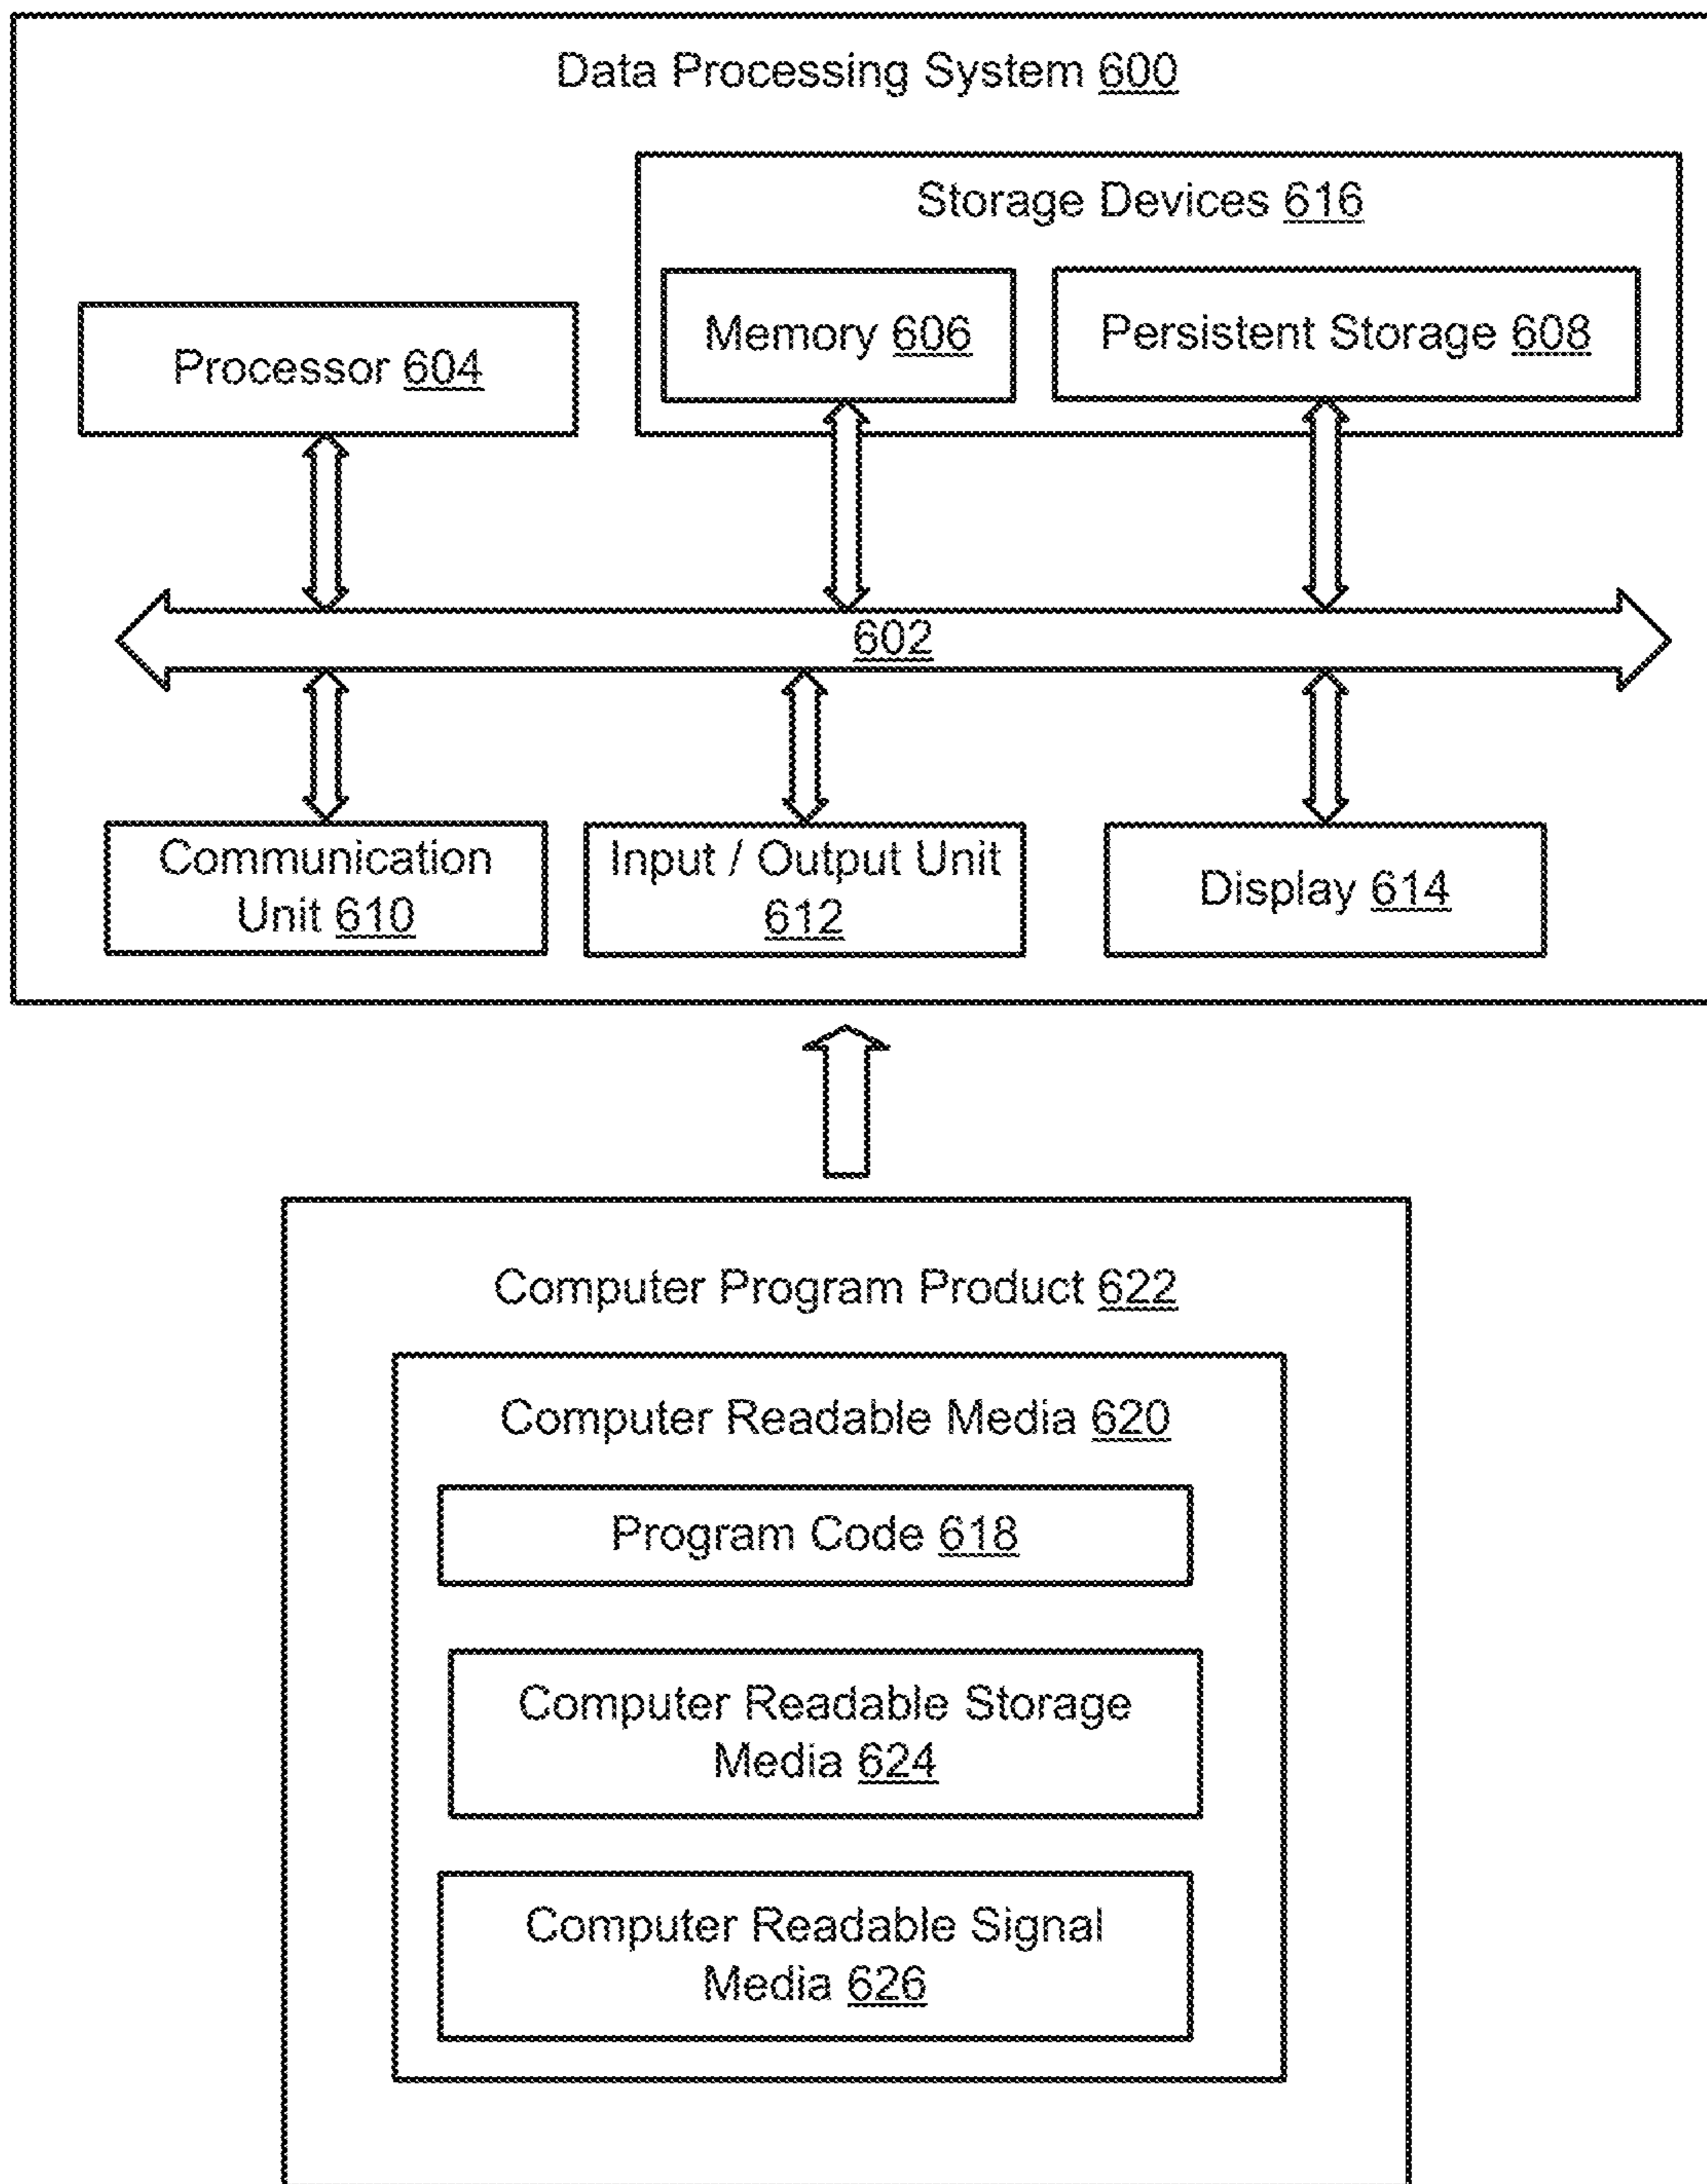 Data Processing System 600
Storage Devices 616
Memory 606
Persistent Storage 608
Processor 604
602
Communication
Unit 610
Input / Output Unit
612
Display 614
Computer Program Product 622
Computer Readable Media 620
Program Code 618
Computer Readable Storage
Media 624
Computer Readable Signal
Media 626